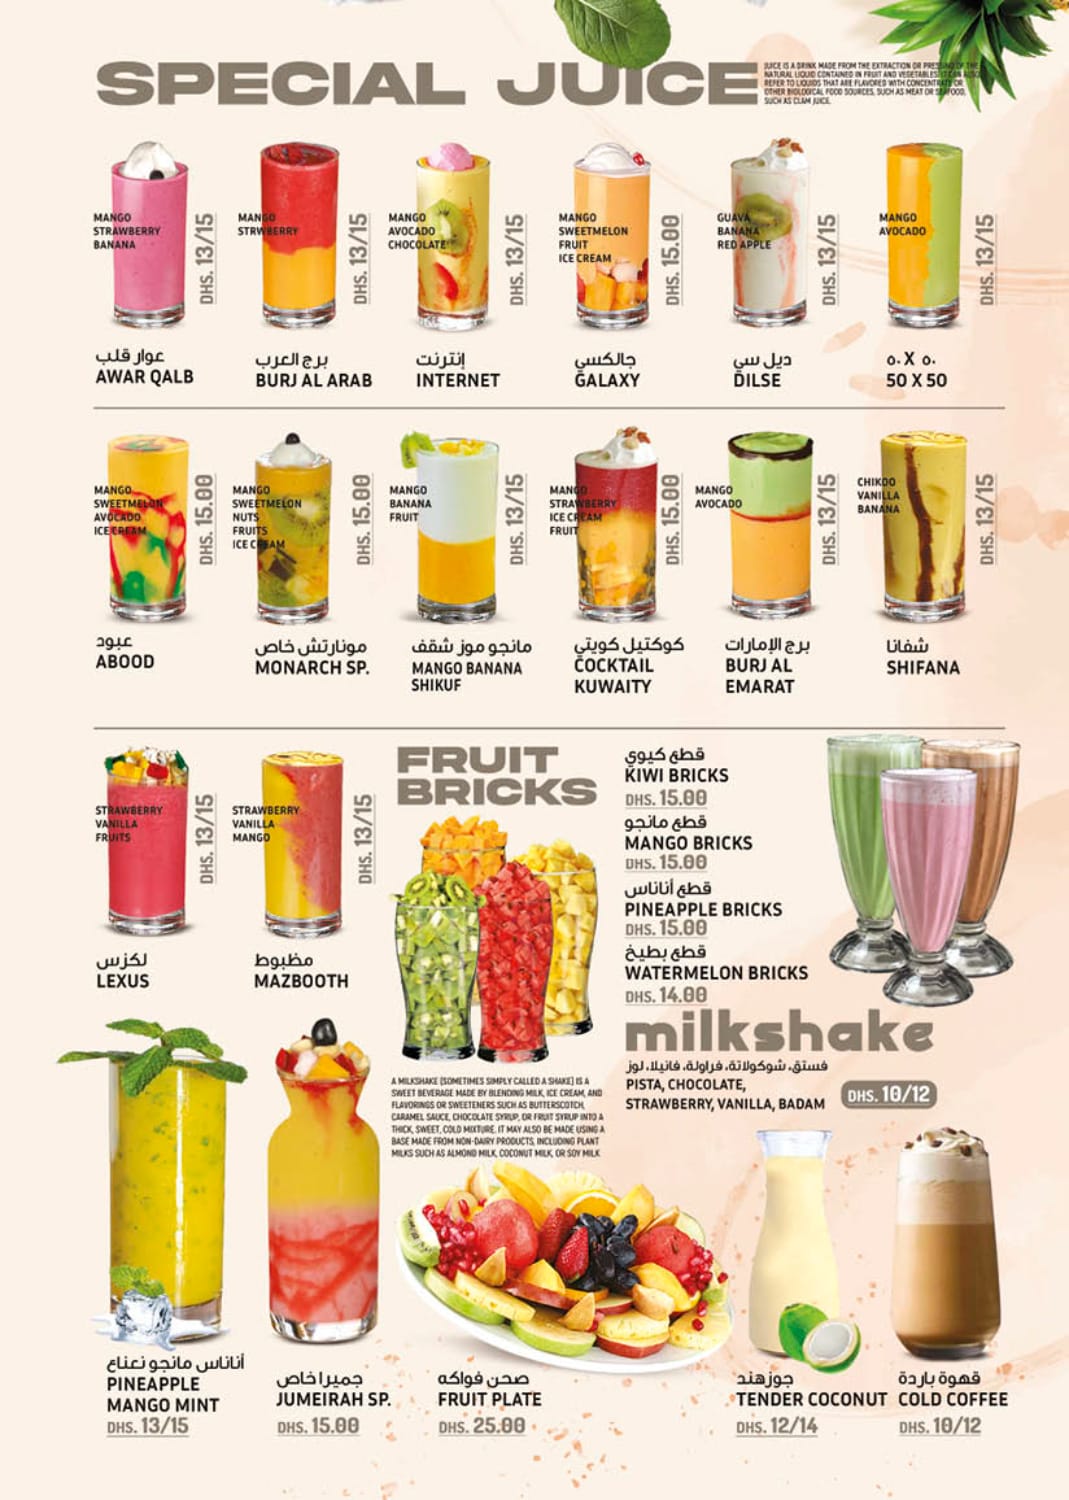 SPECIAL JUICE
JUICE IS A DRINK MADE FROM THE EXTRACTION OR PRESSING OF THE
NATURAL LIQUID CONTAINED IN FRUIT AND VEGETABLES. IT CAN ALSO
REFER TO LIQUIDS THAT ARE FLAVORED WITH CONCENTRATE OR
OTHER BIOLOGICAL FOOD SOURCES, SUCH AS MEAT OR SEAFOOD,
SUCH AS CLAM JUICE.
MANGO
STRAWBERRY
BANANA
DHS. 13/15
عوار قلب
AWAR QALB
MANGO
STRWBERRY
DHS. 13/15
برج العرب
BURJ AL ARAB
MANGO
AVOCADO
CHOCOLATE
DHS. 13/15
إنترنت
INTERNET
MANGO
SWEETMELON
FRUIT
ICE CREAM
DHS. 15.00
جالكسي
GALAXY
GUAVA
BANANA
RED APPLE
DHS. 13/15
ديل سي
DILSE
MANGO
AVOCADO
DHS. 13/15
٥٠ X ٥٠
50 X 50
MANGO
SWEETMELON
AVOCADO
ICE CREAM
DHS. 15.00
عبود
ABOOD
MANGO
SWEETMELON
NUTS
FRUITS
ICE CREAM
DHS. 15.00
مونارتش خاص
MONARCH SP.
MANGO
BANANA
FRUIT
DHS. 13/15
مانجو موز شقف
MANGO BANANA
SHIKUF
MANGO
STRAWBERRY
ICE CREAM
FRUIT
DHS. 15.00
كوكتيل كويتي
COCKTAIL
KUWAITY
MANGO
AVOCADO
DHS. 13/15
برج الإمارات
BURJ AL
EMARAT
CHIKOO
VANILLA
BANANA
DHS. 13/15
شفانا
SHIFANA
STRAWBERRY
VANILLA
FRUITS
DHS. 13/15
لكزس
LEXUS
STRAWBERRY
VANILLA
MANGO
DHS. 13/15
مظبوط
MAZBOOTH
FRUIT
BRICKS
قطع كيوي
KIWI BRICKS
DHS. 15.00
قطع مانجو
MANGO BRICKS
DHS. 15.00
قطع أناناس
PINEAPPLE BRICKS
DHS. 15.00
قطع بطيخ
WATERMELON BRICKS
DHS. 14.00
milkshake
فستق، شوكولاتة، فراولة، فانيلا، لوز
PISTA, CHOCOLATE,
STRAWBERRY, VANILLA, BADAM
DHS. 10/12
A MILKSHAKE (SOMETIMES SIMPLY CALLED A SHAKE) IS A
SWEET BEVERAGE MADE BY BLENDING MILK, ICE CREAM, AND
FLAVORINGS OR SWEETENERS SUCH AS BUTTERSCOTCH,
CARAMEL SAUCE, CHOCOLATE SYRUP, OR FRUIT SYRUP INTO A
THICK, SWEET, COLD MIXTURE. IT MAY ALSO BE MADE USING A
BASE MADE FROM NON-DAIRY PRODUCTS, INCLUDING PLANT
MILKS SUCH AS ALMOND MILK, COCONUT MILK, OR SOY MILK
أناناس مانجو نعناع
PINEAPPLE
MANGO MINT
DHS. 13/15
جميرا خاص
JUMEIRAH SP.
DHS. 15.00
صحن فواكه
FRUIT PLATE
DHS. 25.00
جوزهند
TENDER COCONUT
DHS. 12/14
قهوة باردة
COLD COFFEE
DHS. 10/12